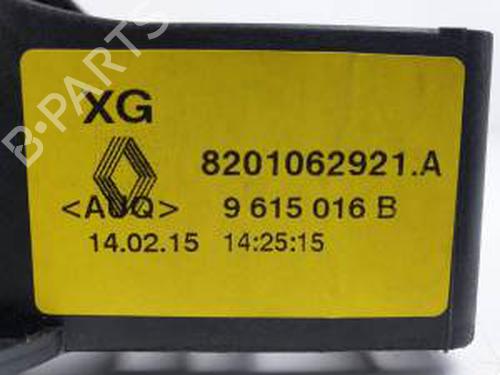 B-PARTS
XG
8201062921.A
<AUQ> 9 615 016 B
14.02.15 14:25:15